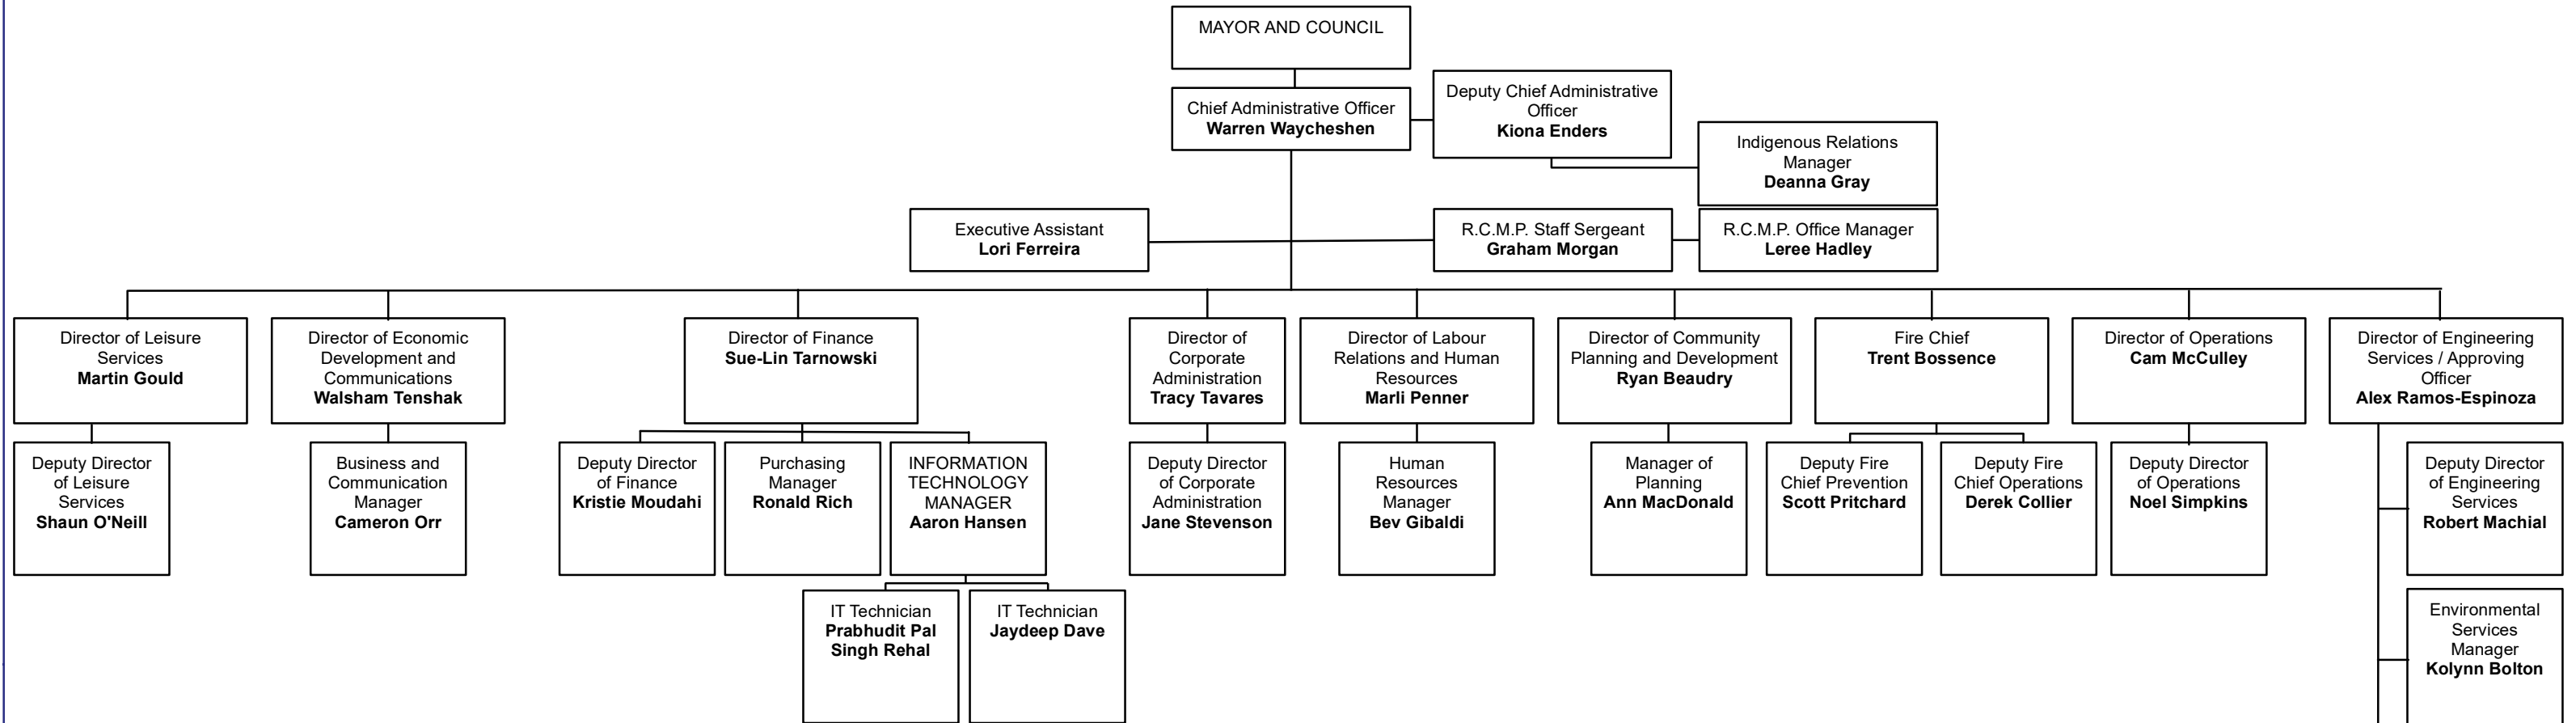 MAYOR AND COUNCIL
Chief Administrative Officer
Warren Waycheshen
Deputy Chief Administrative
Officer
Kiona Enders
Indigenous Relations
Manager
Deanna Gray
Executive Assistant
Lori Ferreira
R.C.M.P. Staff Sergeant
Graham Morgan
R.C.M.P. Office Manager
Leree Hadley
Director of Leisure
Services
Martin Gould
Director of Economic
Development and
Communications
Walsham Tenshak
Director of Finance
Sue-Lin Tarnowski
Director of
Corporate
Administration
Tracy Tavares
Director of Labour
Relations and Human
Resources
Marli Penner
Director of Community
Planning and Development
Ryan Beaudry
Fire Chief
Trent Bossence
Director of Operations
Cam McCulley
Director of Engineering
Services / Approving
Officer
Alex Ramos-Espinoza
Deputy Director
of Leisure
Services
Shaun O'Neill
Business and
Communication
Manager
Cameron Orr
Deputy Director
of Finance
Kristie Moudahi
Purchasing
Manager
Ronald Rich
INFORMATION
TECHNOLOGY
MANAGER
Aaron Hansen
Deputy Director
of Corporate
Administration
Jane Stevenson
Human
Resources
Manager
Bev Gibaldi
Manager of
Planning
Ann MacDonald
Deputy Fire
Chief Prevention
Scott Pritchard
Deputy Fire
Chief Operations
Derek Collier
Deputy Director
of Operations
Noel Simpkins
Deputy Director
of Engineering
Services
Robert Machial
IT Technician
Prabhudit Pal
Singh Rehal
IT Technician
Jaydeep Dave
Environmental
Services
Manager
Kolynn Bolton